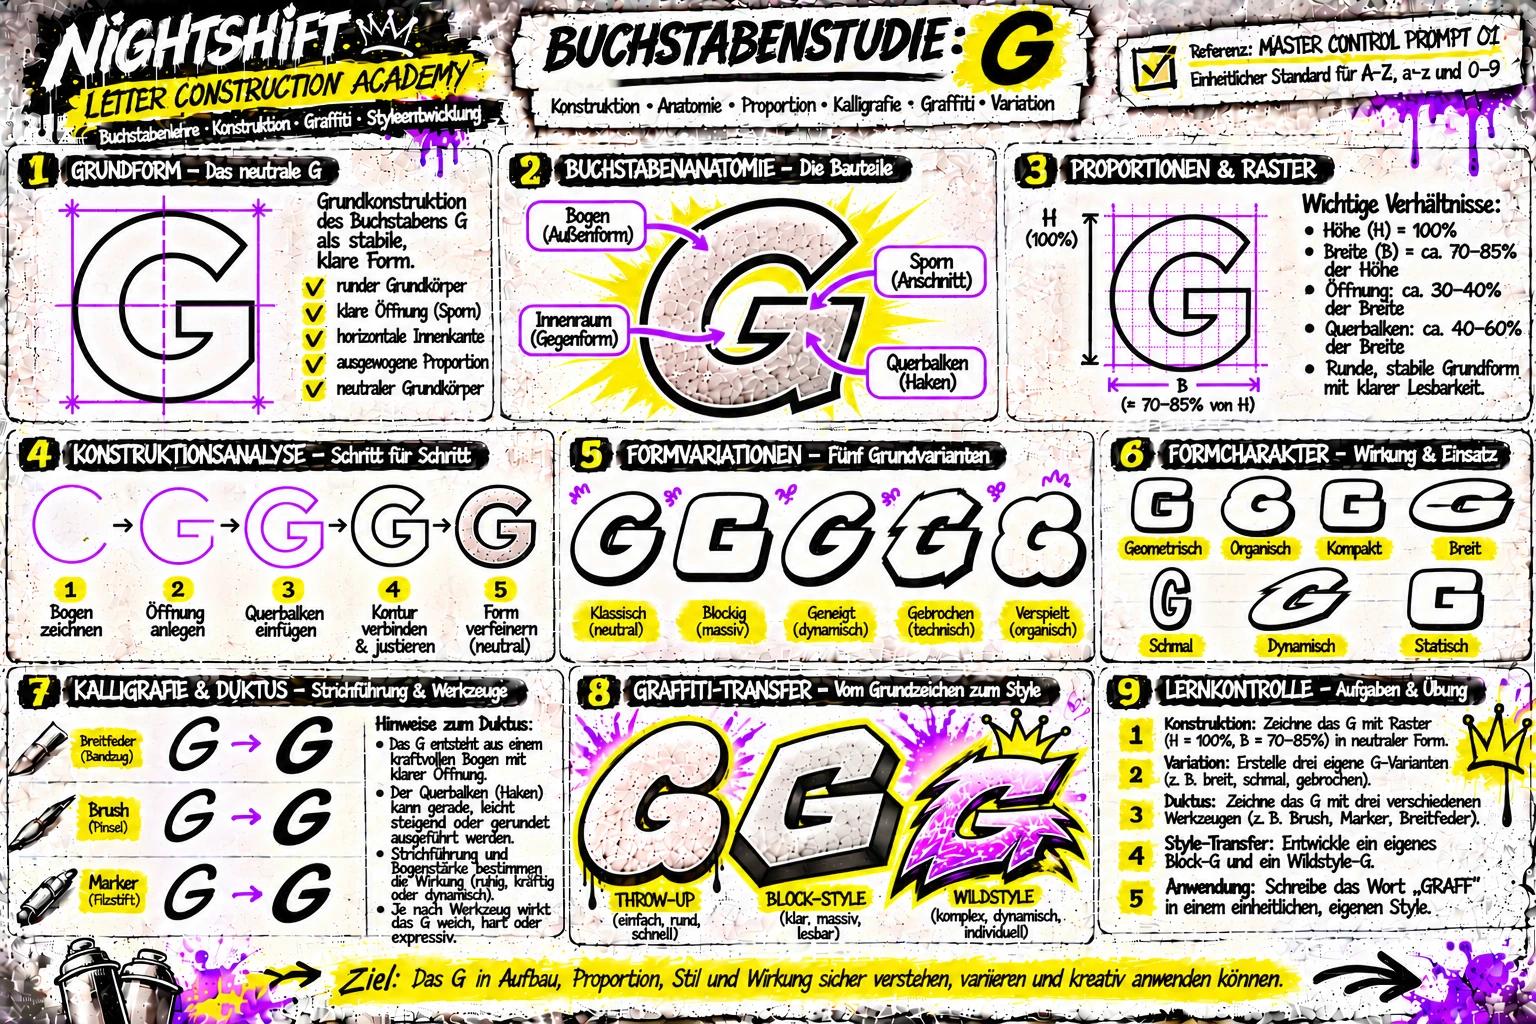 NiGHTSHiFT
LETTER CONSTRUCTION ACADEMY
Buchstabenlehre • Konstruktion • Graffiti • Styleentwicklung
BUCHSTABENSTUDIE: G
Konstruktion • Anatomie • Proportion • Kalligrafie • Graffiti • Variation
Referenz: MASTER CONTROL PROMPT 01
Einheitlicher Standard für A–Z, a–z und 0–9
1 GRUNDFORM – Das neutrale G
G
Grundkonstruktion
des Buchstabens G
als stabile,
klare Form.
runder Grundkörper
klare Öffnung (Sporn)
horizontale Innenkante
ausgewogene Proportion
neutraler Grundkörper
2 BUCHSTABENANATOMIE – Die Bauteile
Bogen
(Außenform)
Sporn
(Anschnitt)
Innenraum
(Gegenform)
Querbalken
(Haken)
G
3 PROPORTIONEN & RASTER
H
(100%)
G
B
(= 70–85% von H)
Wichtige Verhältnisse:
• Höhe (H) = 100%
• Breite (B) = ca. 70–85%
der Höhe
• Öffnung: ca. 30–40%
der Breite
• Querbalken: ca. 40–60%
der Breite
• Runde, stabile Grundform
mit klarer Lesbarkeit.
4 KONSTRUKTIONSANALYSE – Schritt für Schritt
C → G → G → G → G
1 2 3 4 5
Bogen
zeichnen
Öffnung
anlegen
Querbalken
einfügen
Kontur
verbinden
& justieren
Form
verfeinern
(neutral)
5 FORMVARIATIONEN – Fünf Grundvarianten
G G G G G
Klassisch
(neutral)
Blockig
(massiv)
Geneigt
(dynamisch)
Gebrochen
(technisch)
Verspielt
(organisch)
6 FORMCHARAKTER – Wirkung & Einsatz
G G G G
Geometrisch Organisch Kompakt Breit
G G G
Schmal Dynamisch Statisch
7 KALLIGRAFIE & DUKTUS – Strichführung & Werkzeuge
Breitfeder
(Bandzug)
G → G
Brush
(Pinsel)
G → G
Marker
(Filzstift)
G → G
Hinweise zum Duktus:
• Das G entsteht aus einem
kraftvollen Bogen mit
klarer Öffnung.
• Der Querbalken (Haken)
kann gerade, leicht
steigend oder gerundet
ausgeführt werden.
• Strichführung und
Bogenstärke bestimmen
die Wirkung (ruhig, kräftig
oder dynamisch).
• Je nach Werkzeug wirkt
das G weich, hart oder
expressiv.
8 GRAFFITI-TRANSFER – Vom Grundzeichen zum Style
G G G
THROW-UP
(einfach, rund,
schnell)
BLOCK-STYLE
(klar, massiv,
lesbar)
WILDSTYLE
(komplex, dynamisch,
individuell)
9 LERNKONTROLLE – Aufgaben & Übung
1 Konstruktion: Zeichne das G mit Raster
(H = 100%, B = 70–85%) in neutraler Form.
2 Variation: Erstelle drei eigene G-Varianten
(z. B. breit, schmal, gebrochen).
3 Duktus: Zeichne das G mit drei verschiedenen
Werkzeugen (z. B. Brush, Marker, Breitfeder).
4 Style-Transfer: Entwickle ein eigenes
Block-G und ein Wildstyle-G.
5 Anwendung: Schreibe das Wort „GRAFF"
in einem einheitlichen, eigenen Style.
Ziel: Das G in Aufbau, Proportion, Stil und Wirkung sicher verstehen, variieren und kreativ anwenden können.